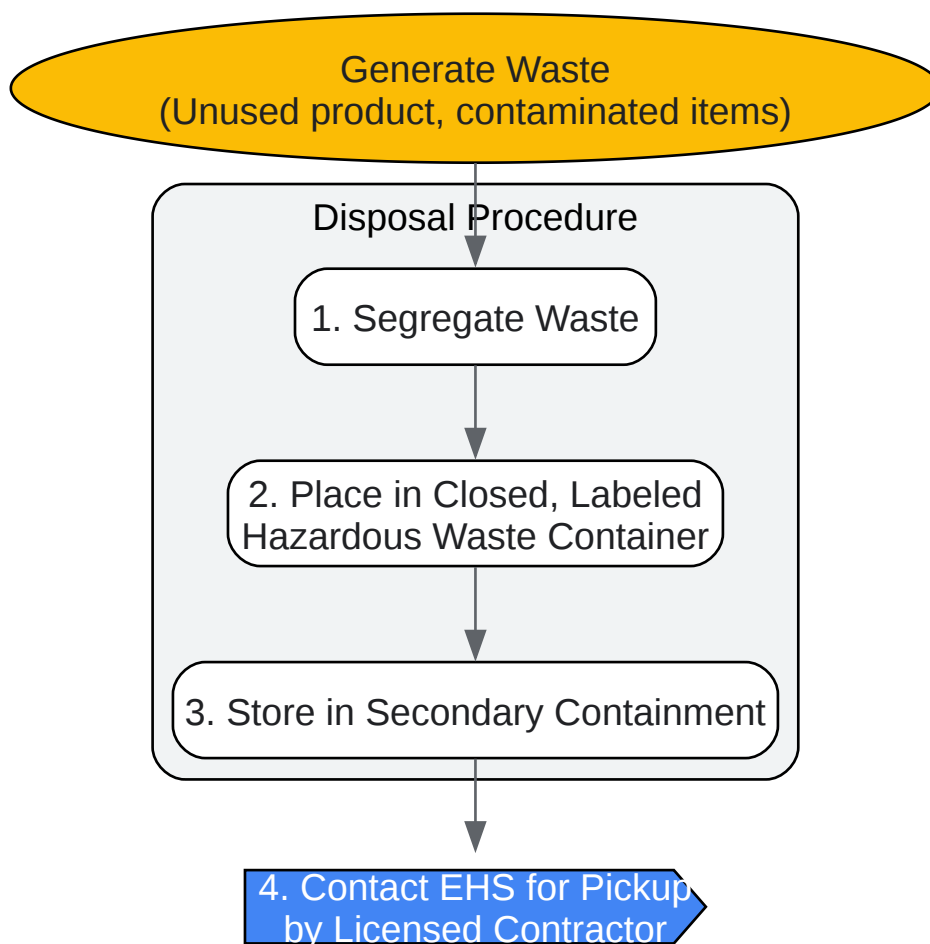 Generate Waste
(Unused product, contaminated items)
Disposal Procedure
1. Segregate Waste
2. Place in Closed, Labeled
Hazardous Waste Container
3. Store in Secondary Containment
4. Contact EHS for Pickup
by Licensed Contractor